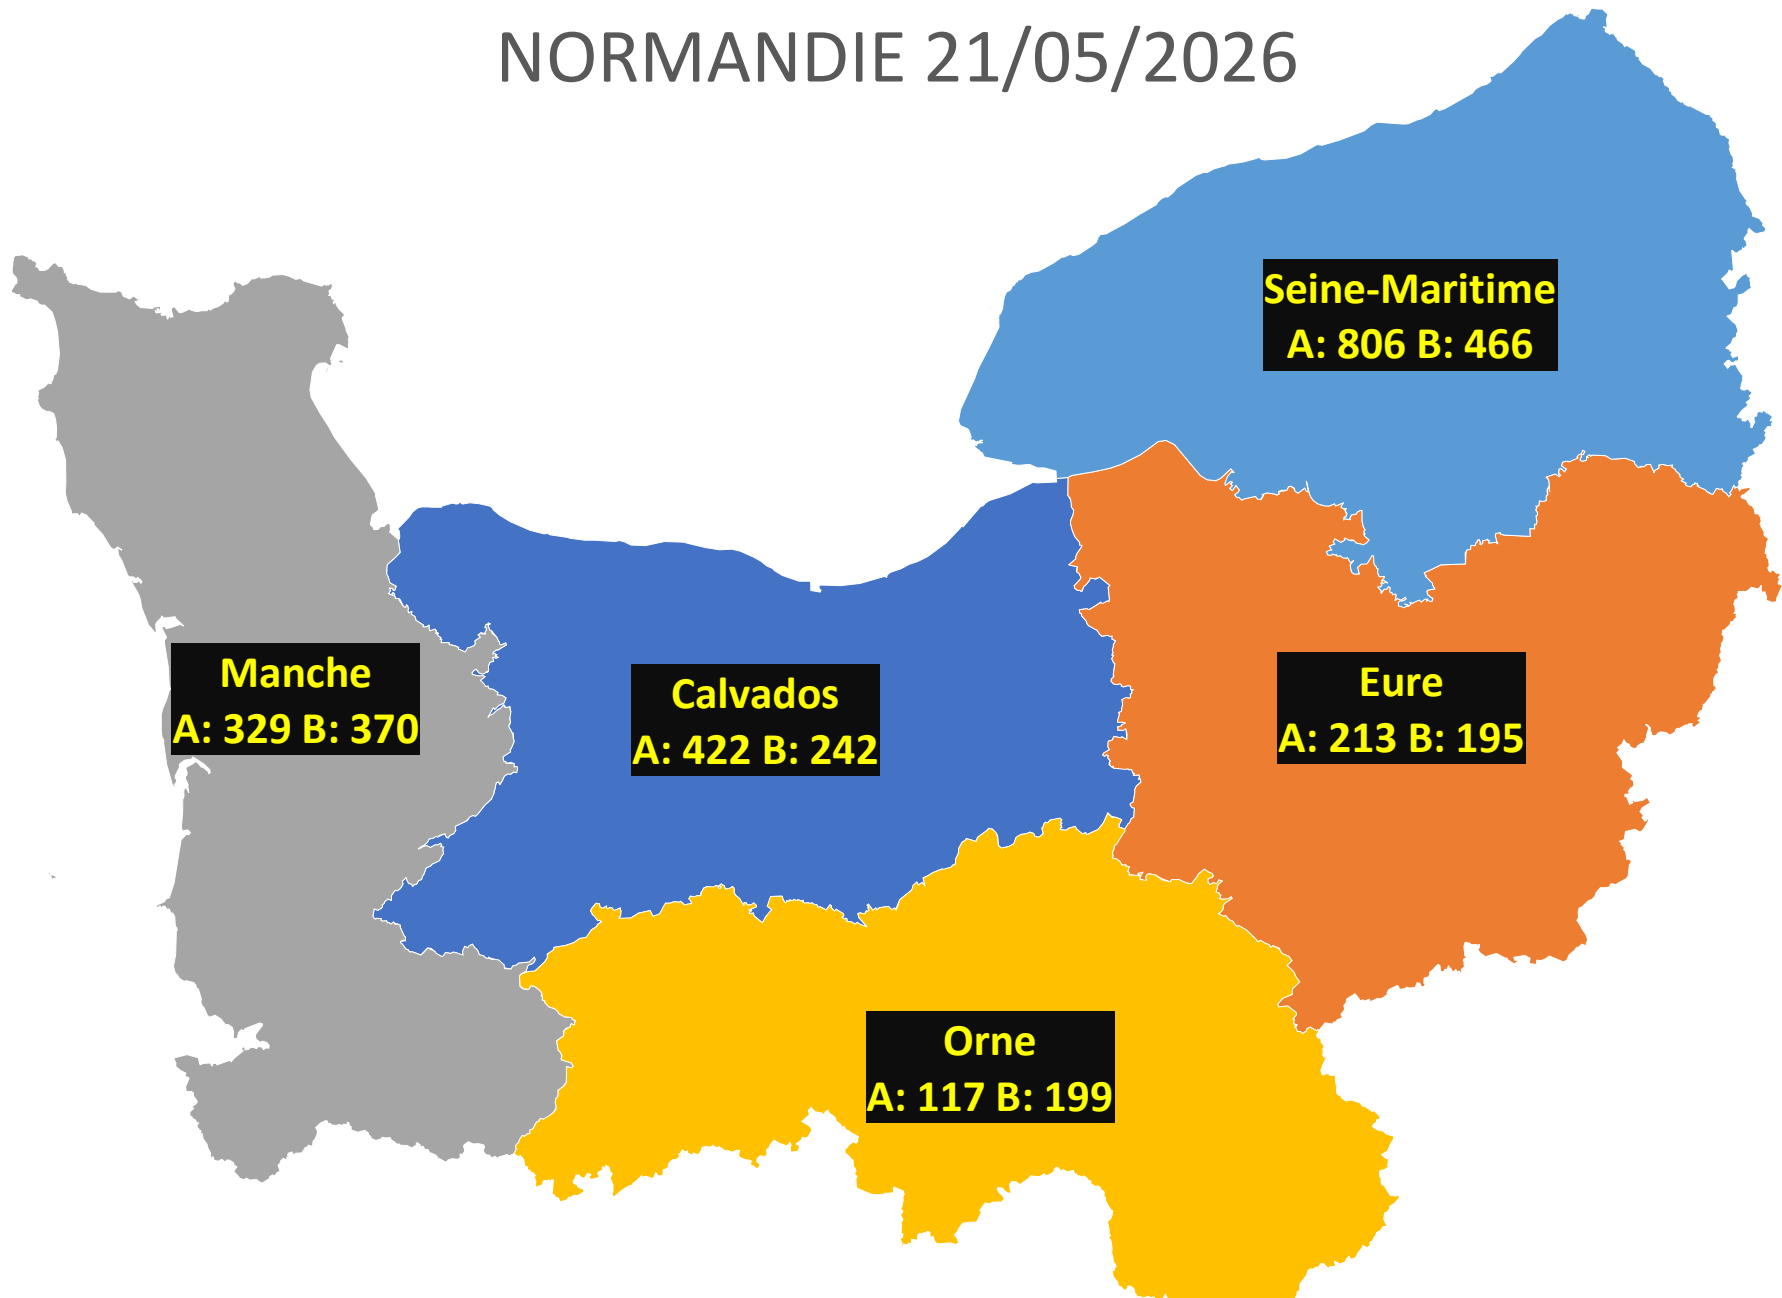 NORMANDIE 21/05/2026
Seine-Maritime
A: 806 B: 466
Manche
A: 329 B: 370
Calvados
A: 422 B: 242
Eure
A: 213 B: 195
Orne
A: 117 B: 199